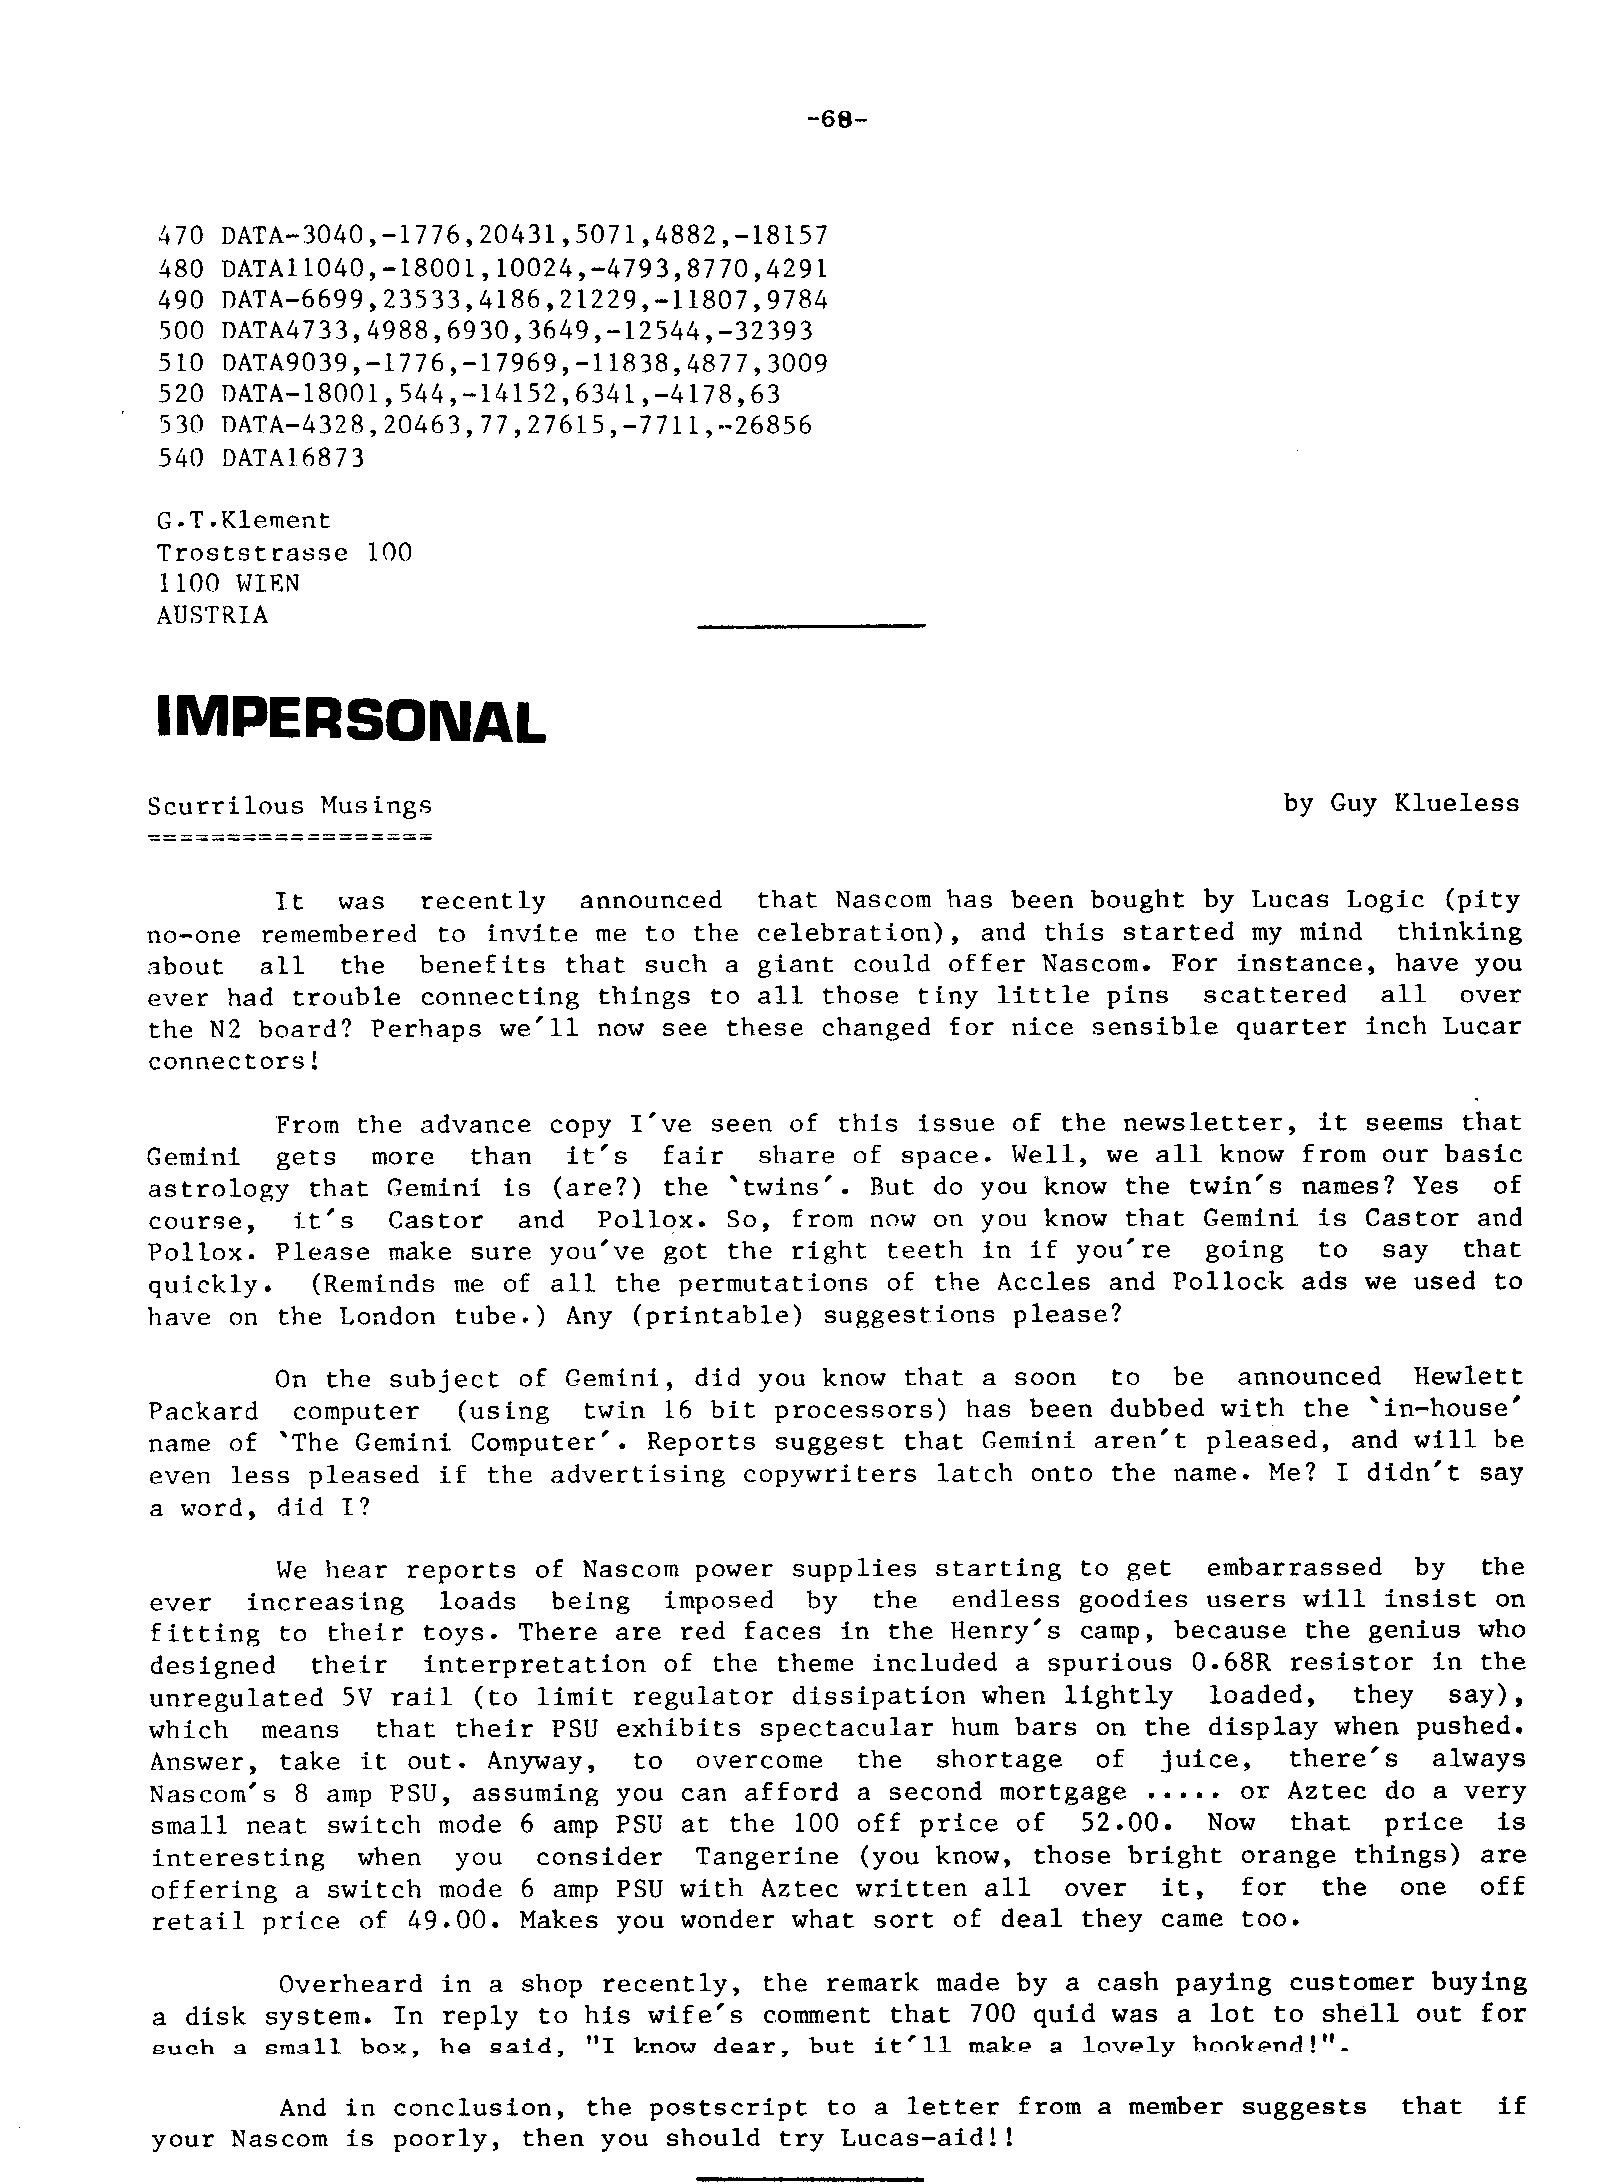 -68-
470 DATA-3040,-1776,20431,5071,4882,-18157
480 DATA11040,-18001,10024,-4793,8770,4291
490 DATA-6699,23533,4186,21229,-11807,9784
500 DATA4733,4988,6930,3649,-12544,-32393
510 DATA9039,-1776,-17969,-11838,4877,3009
520 DATA-18001,544,-14152,6341,-4178,63
530 DATA-4328,20463,77,27615,-7711,-26856
540 DATA16873
G.T.Klement
Troststrasse 100
1100 WIEN
AUSTRIA
IMPERSONAL
Scurrilous Musings by Guy Klueless
==================
It was recently announced that Nascom has been bought by Lucas Logic (pity
no-one remembered to invite me to the celebration), and this started my mind thinking
about all the benefits that such a giant could offer Nascom. For instance, have you
ever had trouble connecting things to all those tiny little pins scattered all over
the N2 board? Perhaps we'll now see these changed for nice sensible quarter inch Lucar
connectors!
From the advance copy I've seen of this issue of the newsletter, it seems that
Gemini gets more than it's fair share of space. Well, we all know from our basic
astrology that Gemini is (are?) the `twins'. But do you know the twin's names? Yes of
course, it's Castor and Pollox. So, from now on you know that Gemini is Castor and
Pollox. Please make sure you've got the right teeth in if you're going to say that
quickly. (Reminds me of all the permutations of the Accles and Pollock ads we used to
have on the London tube.) Any (printable) suggestions please?
On the subject of Gemini, did you know that a soon to be announced Hewlett
Packard computer (using twin 16 bit processors) has been dubbed with the `in-house'
name of `The Gemini Computer'. Reports suggest that Gemini aren't pleased, and will be
even less pleased if the advertising copywriters latch onto the name. Me? I didn't say
a word, did I?
We hear reports of Nascom power supplies starting to get embarrassed by the
ever increasing loads being imposed by the endless goodies users will insist on
fitting to their toys. There are red faces in the Henry's camp, because the genius who
designed their interpretation of the theme included a spurious 0.68R resistor in the
unregulated 5V rail (to limit regulator dissipation when lightly loaded, they say),
which means that their PSU exhibits spectacular hum bars on the display when pushed.
Answer, take it out. Anyway, to overcome the shortage of juice, there's always
Nascom's 8 amp PSU, assuming you can afford a second mortgage ..... or Aztec do a very
small neat switch mode 6 amp PSU at the 100 off price of 52.00. Now that price is
interesting when you consider Tangerine (you know, those bright orange things) are
offering a switch mode 6 amp PSU with Aztec written all over it, for the one off
retail price of 49.00. Makes you wonder what sort of deal they came too.
Overheard in a shop recently, the remark made by a cash paying customer buying
a disk system. In reply to his wife's comment that 700 quid was a lot to shell out for
such a small box, he said, "I know dear, but it'll make a lovely bookend!".
And in conclusion, the postscript to a letter from a member suggests that if
your Nascom is poorly, then you should try Lucas-aid!!